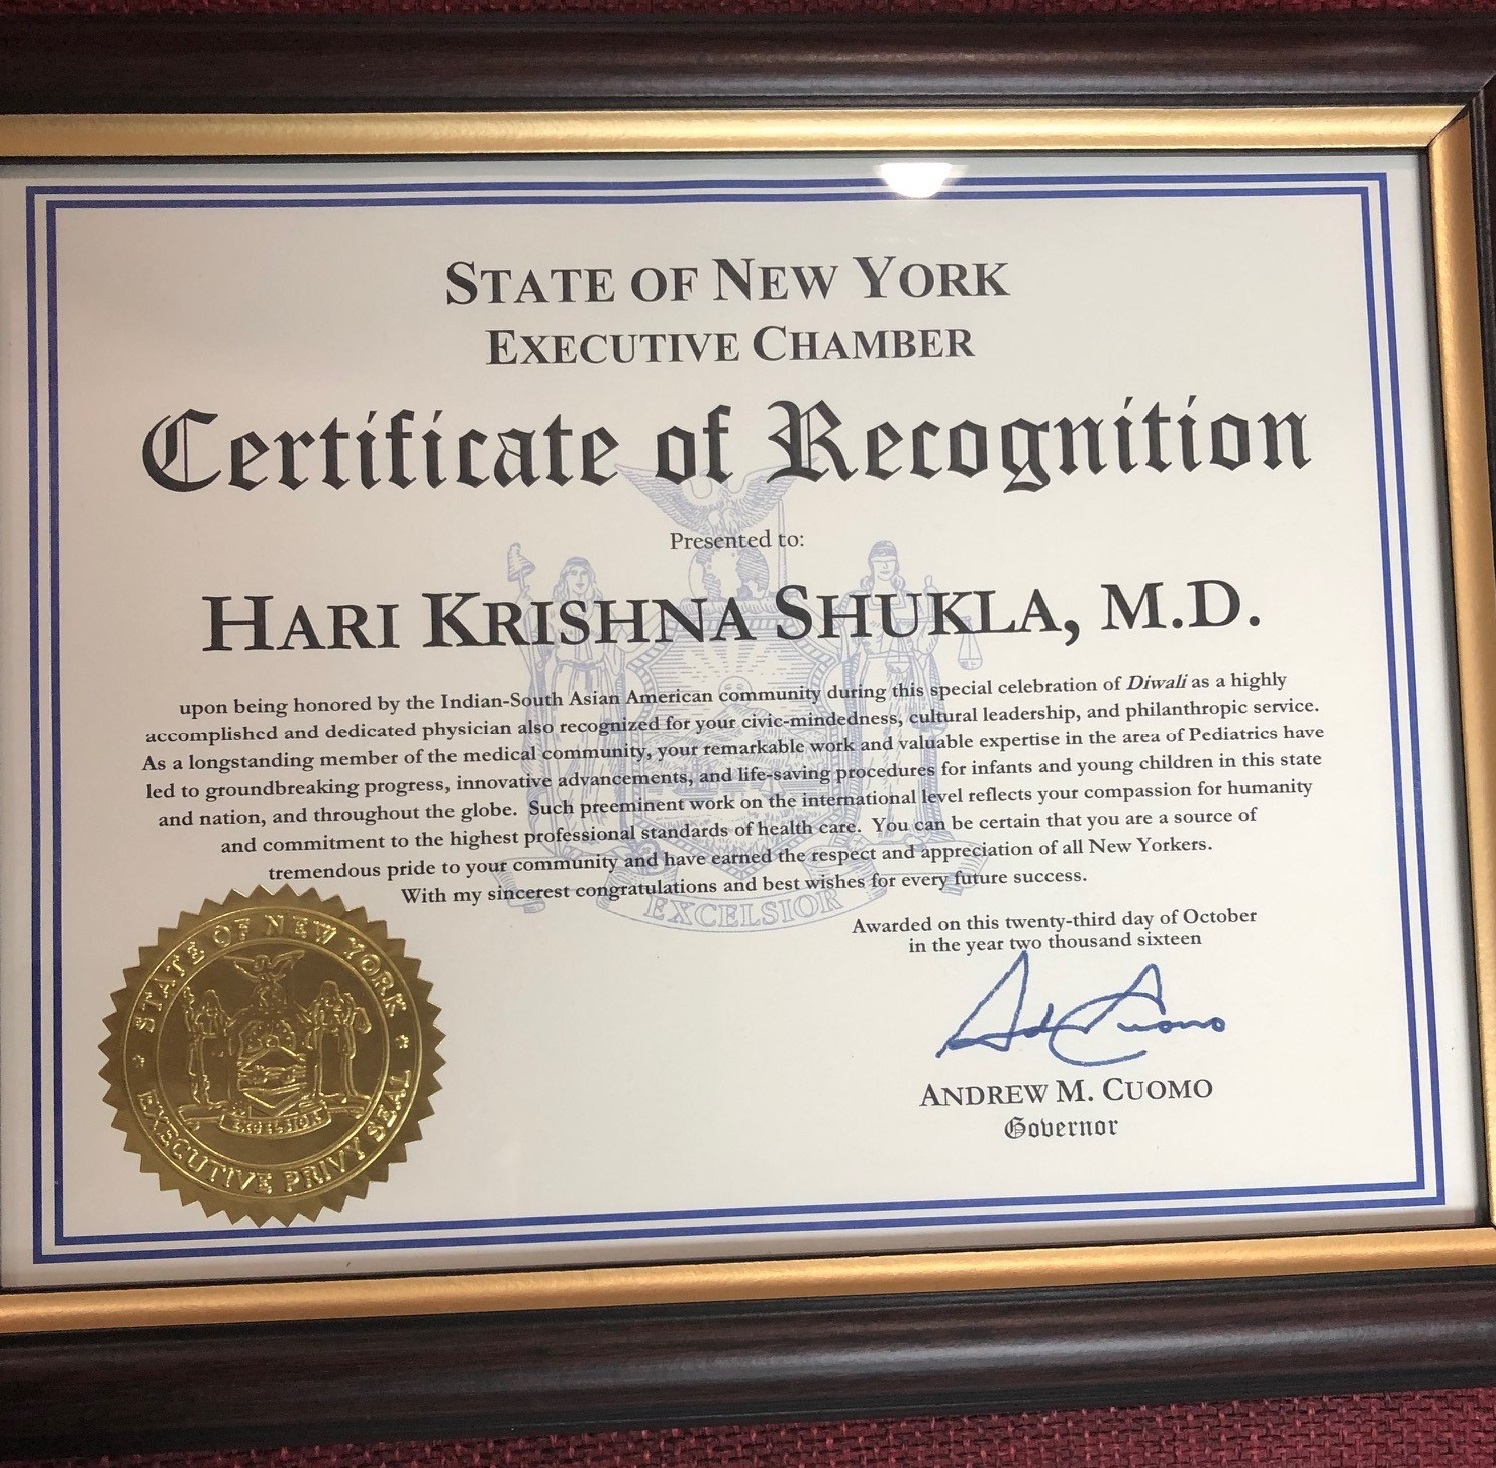 STATE OF NEW YORK
EXECUTIVE CHAMBER
Certificate of Recognition
Presented to:
HARI KRISHNA SHUKLA, M.D.
upon being honored by the Indian-South Asian American community during this special celebration of Diwali as a highly
accomplished and dedicated physician also recognized for your civic-mindedness, cultural leadership, and philanthropic service.
As a longstanding member of the medical community, your remarkable work and valuable expertise in the area of Pediatrics have
led to groundbreaking progress, innovative advancements, and life-saving procedures for infants and young children in this state
and nation, and throughout the globe. Such preeminent work on the international level reflects your compassion for humanity
and commitment to the highest professional standards of health care. You can be certain that you are a source of
tremendous pride to your community and have earned the respect and appreciation of all New Yorkers.
With my sincerest congratulations and best wishes for every future success.
EXCELSIOR
Awarded on this twenty-third day of October
in the year two thousand sixteen
ANDREW M. CUOMO
Governor
STATE OF NEW YORK
EXCELSIOR
EXECUTIVE PRIVY SEAL